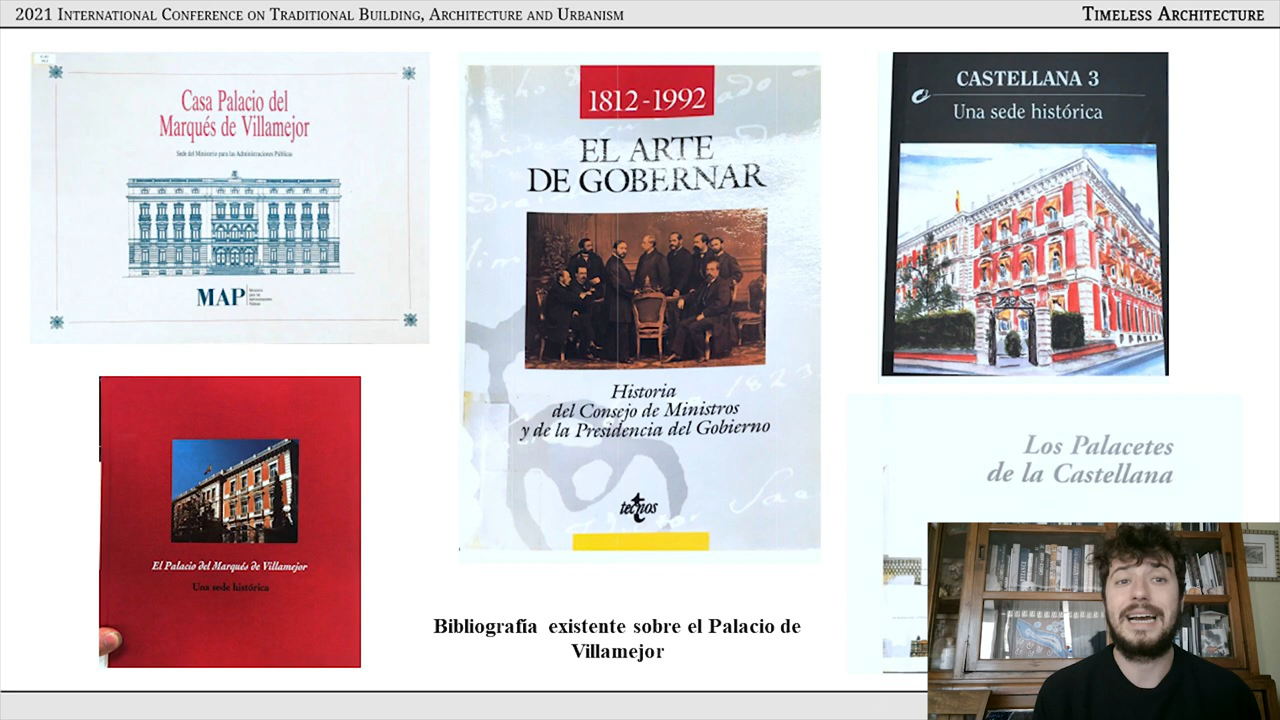 2021 International Conference on Traditional Building, Architecture and Urbanism
Timeless Architecture
Casa Palacio del
Marqués de Villamejor
Sede del Ministerio para las Administraciones Públicas
MAP
1812-1992
EL ARTE
DE GOBERNAR
Historia
del Consejo de Ministros
y de la Presidencia del Gobierno
tecnos
CASTELLANA 3
Una sede histórica
El Palacio del Marqués de Villamejor
Una sede histórica
Los Palacetes
de la Castellana
Bibliografía existente sobre el Palacio de
Villamejor